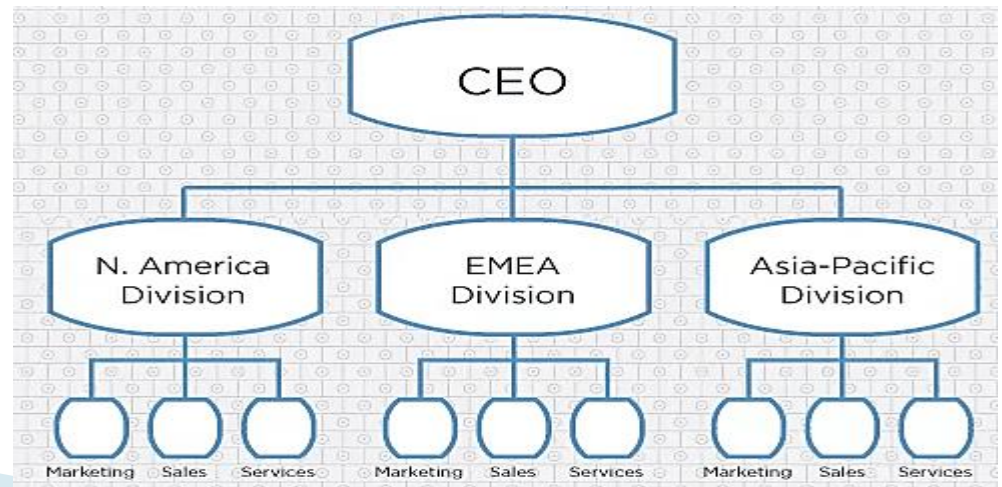 CEO
N. America
Division
EMEA
Division
Asia-Pacific
Division
Marketing Sales Services
Marketing Sales Services
Marketing Sales Services